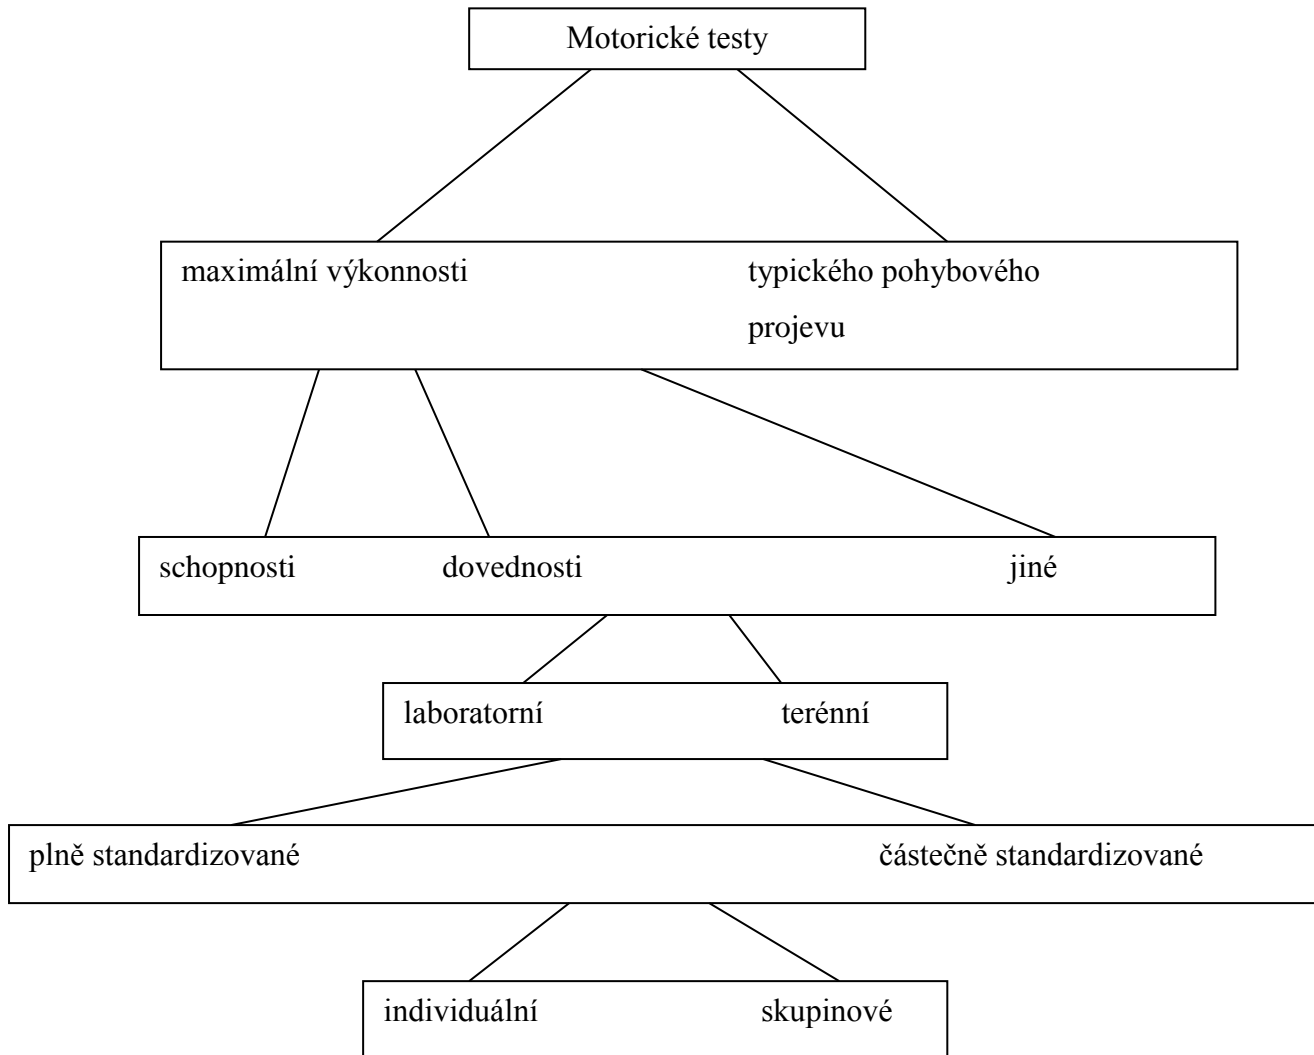 Motorické testy
maximální výkonnosti typického pohybového
projevu
schopnosti dovednosti jiné
laboratorní terénní
plně standardizované částečně standardizované
individuální skupinové